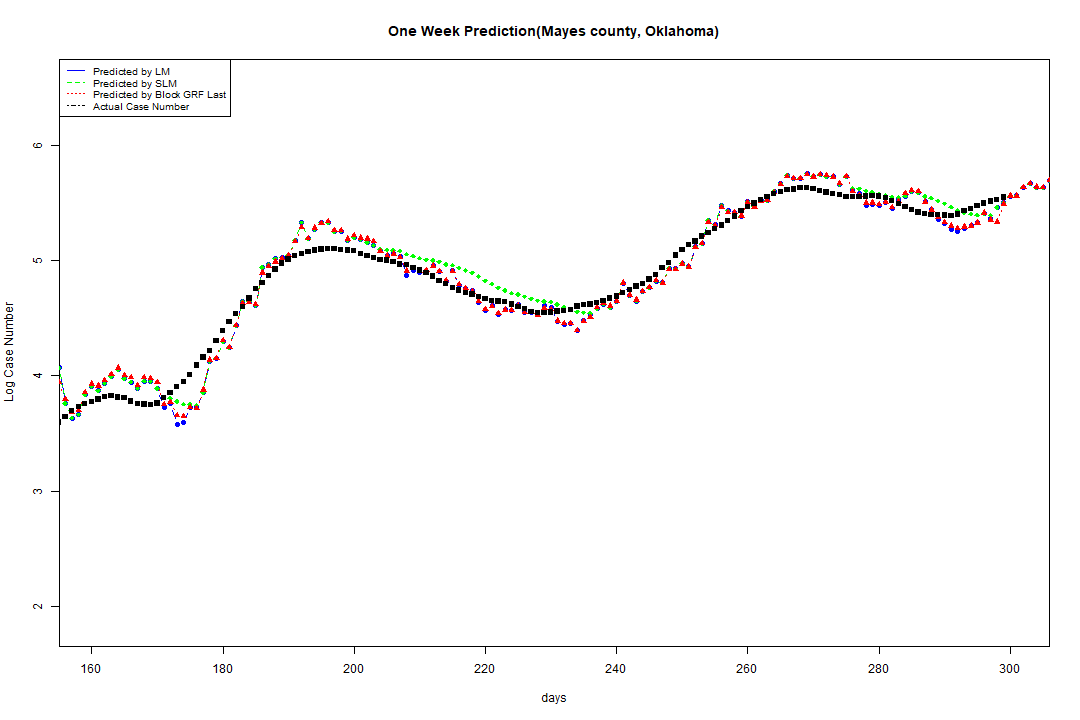 One Week Prediction(Mayes county, Oklahoma)
Predicted by LM
Predicted by SLM
Predicted by Block GRF Last
Actual Case Number
Log Case Number
6
5
4
3
2
160 180 200 220 240 260 280 300
days